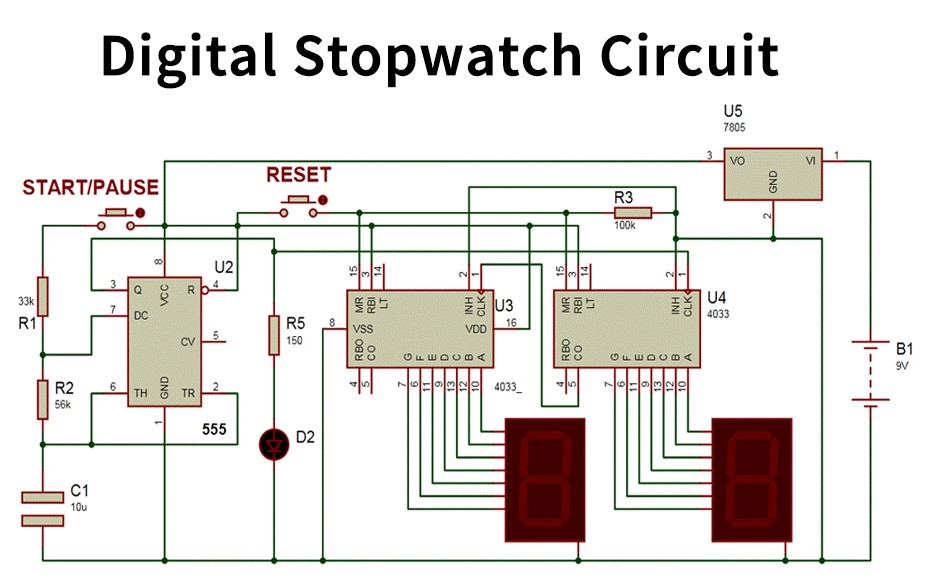 Digital Stopwatch Circuit
U5
7805
3 VO VI 1
GND
2
START/PAUSE
RESET
R3
100k
8
VCC
U2
3 Q R 4
7 DC
CV 5
6 TH TR 2
GND
1
555
33k
R1
R2
56k
C1
10u
R5
150
D2
15 3 14 2 1
MR RBI LT INH CLK
U3
8 VSS VDD 16
RBO CO G F E D C B A
4 5 7 6 11 9 13 12 10
4033_
15 3 14 2 1
MR RBI LT INH CLK
U4
4033
RBO CO G F E D C B A
4 5 7 6 11 9 13 12 10
B1
9V